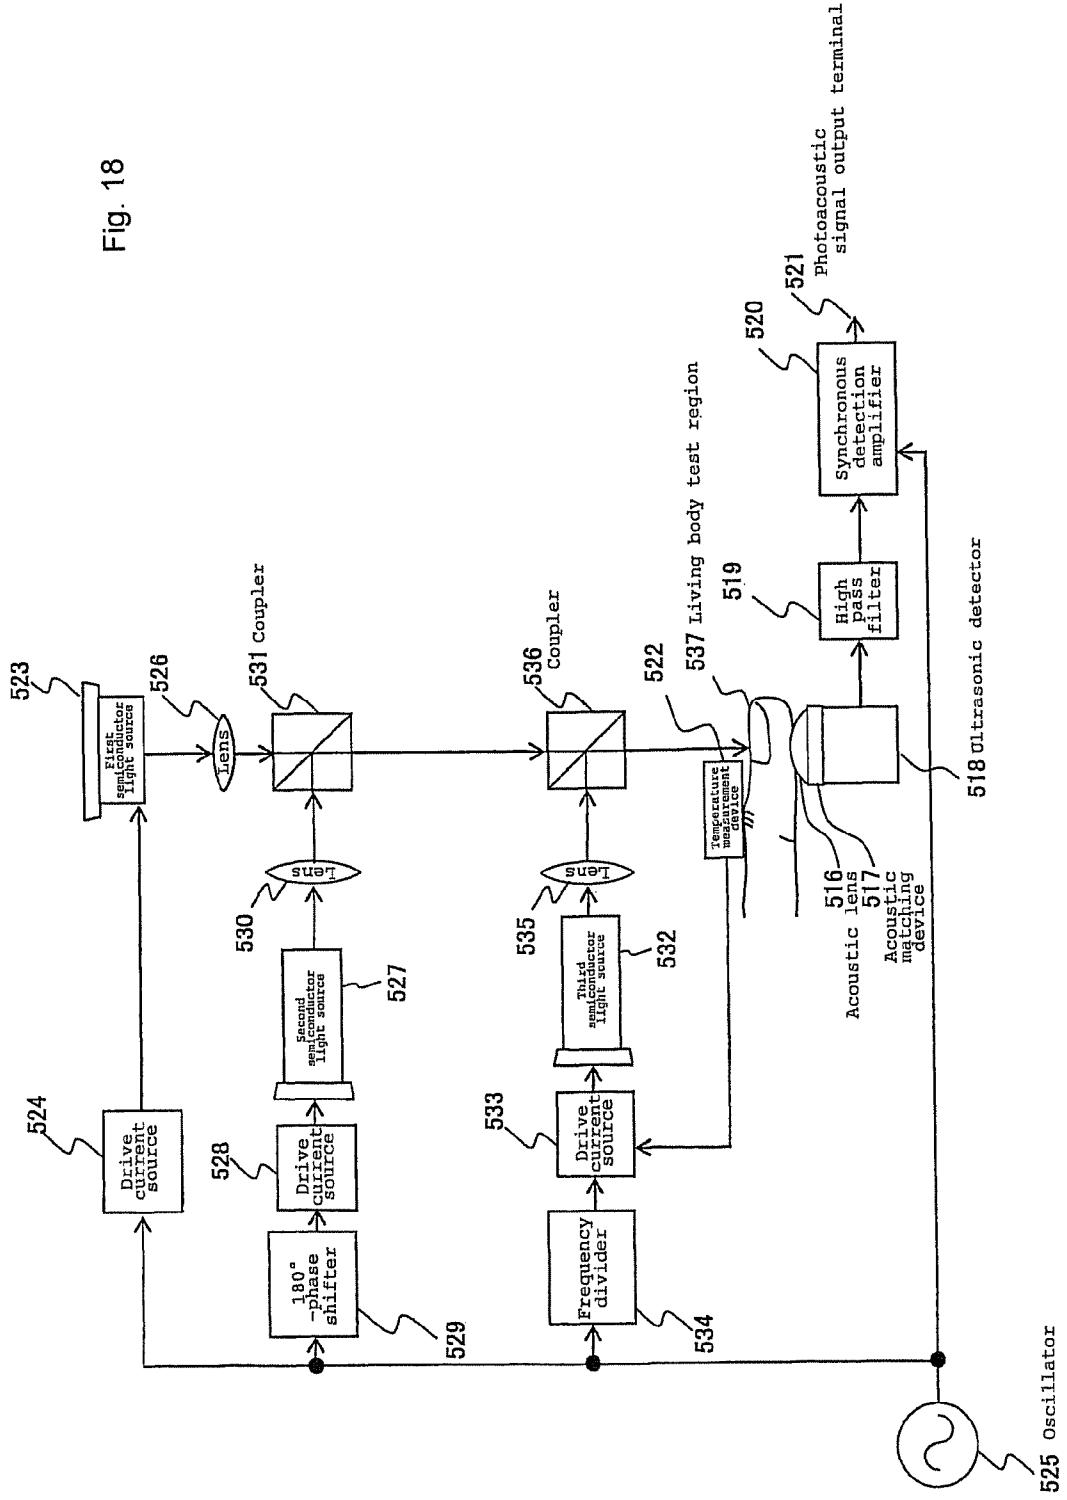 Fig. 18
523
First
semiconductor
light source
526
Lens
524
Drive
current
source
531 Coupler
530
Lens
Second
semiconductor
light source
527
528
Drive
current
source
180°
-phase
shifter
529
536
Coupler
535
Lens
Third
semiconductor
light source
532
533
Drive
current
source
Frequency
divider
534
522
Temperature
measurement
device
537 Living body test region
516
Acoustic lens
517
Acoustic
matching
device
518 Ultrasonic detector
519
High
pass
filter
520
Synchronous
detection
amplifier
521
Photoacoustic
signal output terminal
525 Oscillator